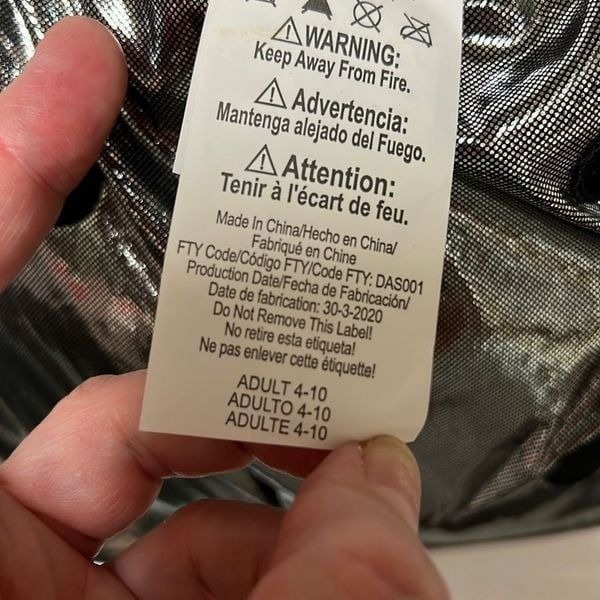 WARNING:
Keep Away From Fire.
Advertencia:
Mantenga alejado del Fuego.
Attention:
Tenir à l'écart de feu.
Made In China/Hecho en China/
Fabriqué en Chine
FTY Code/Código FTY/Code FTY: DAS001
Production Date/Fecha de Fabricación/
Date de fabrication: 30-3-2020
Do Not Remove This Label!
No retire esta etiqueta!
Ne pas enlever cette étiquette!
ADULT 4-10
ADULTO 4-10
ADULTE 4-10